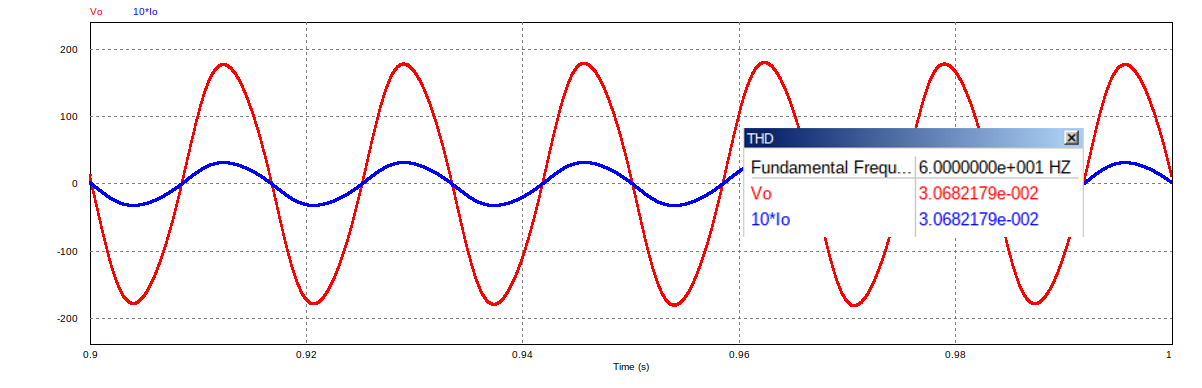 Vo 10*Io
200
100
0
-100
-200
0.9 0.92 0.94 0.96 0.98 1
Time (s)
THD
Fundamental Frequ... 6.0000000e+001 HZ
Vo 3.0682179e-002
10*Io 3.0682179e-002